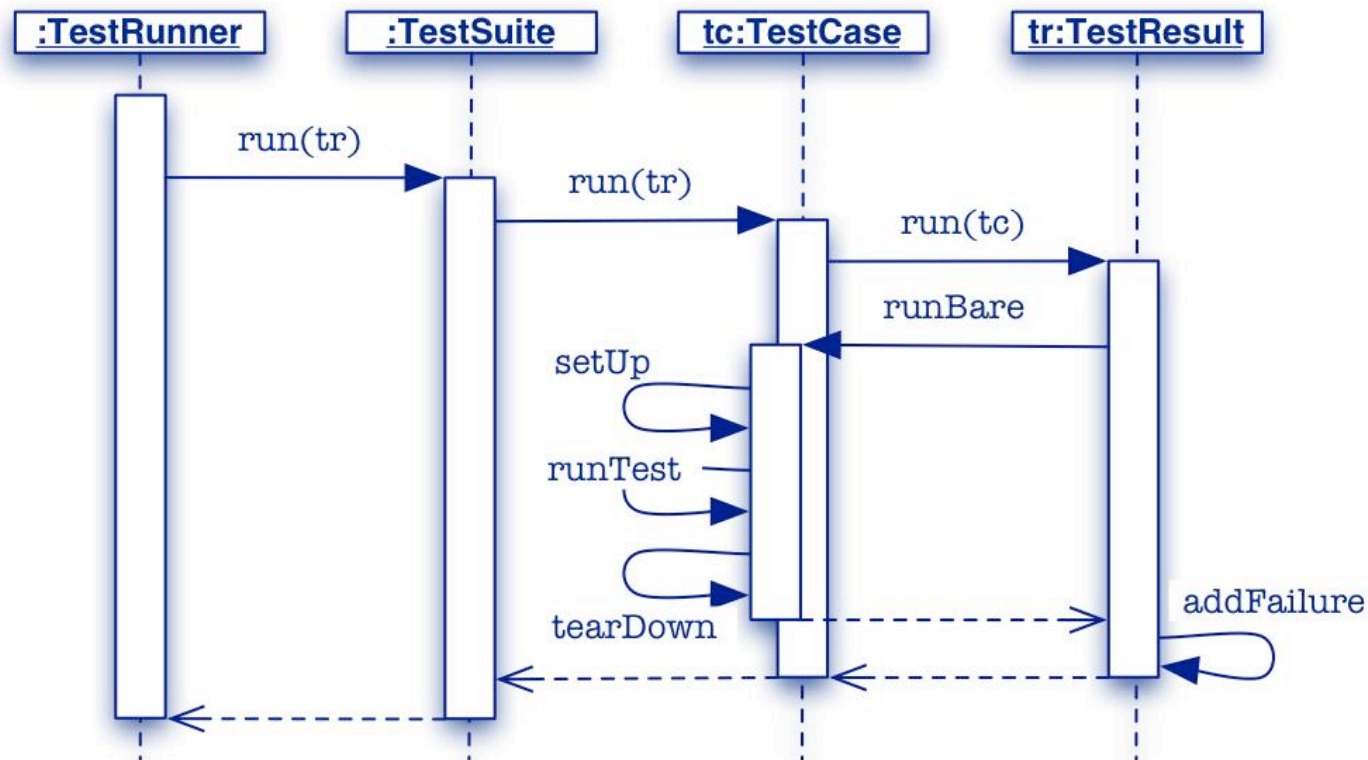 :TestRunner
:TestSuite
tc:TestCase
tr:TestResult
run(tr)
run(tr)
run(tc)
runBare
setUp
runTest
tearDown
addFailure